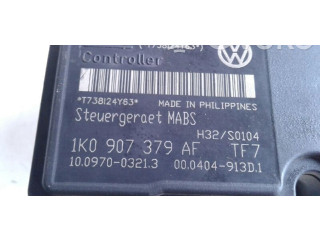 Controller
*T738I24Y63* MADE IN PHILIPPINES
Steuergeraet MABS
H32/S0104
1K0 907 379 AF TF7
10.0970-0321.3 00.0404-913D.1